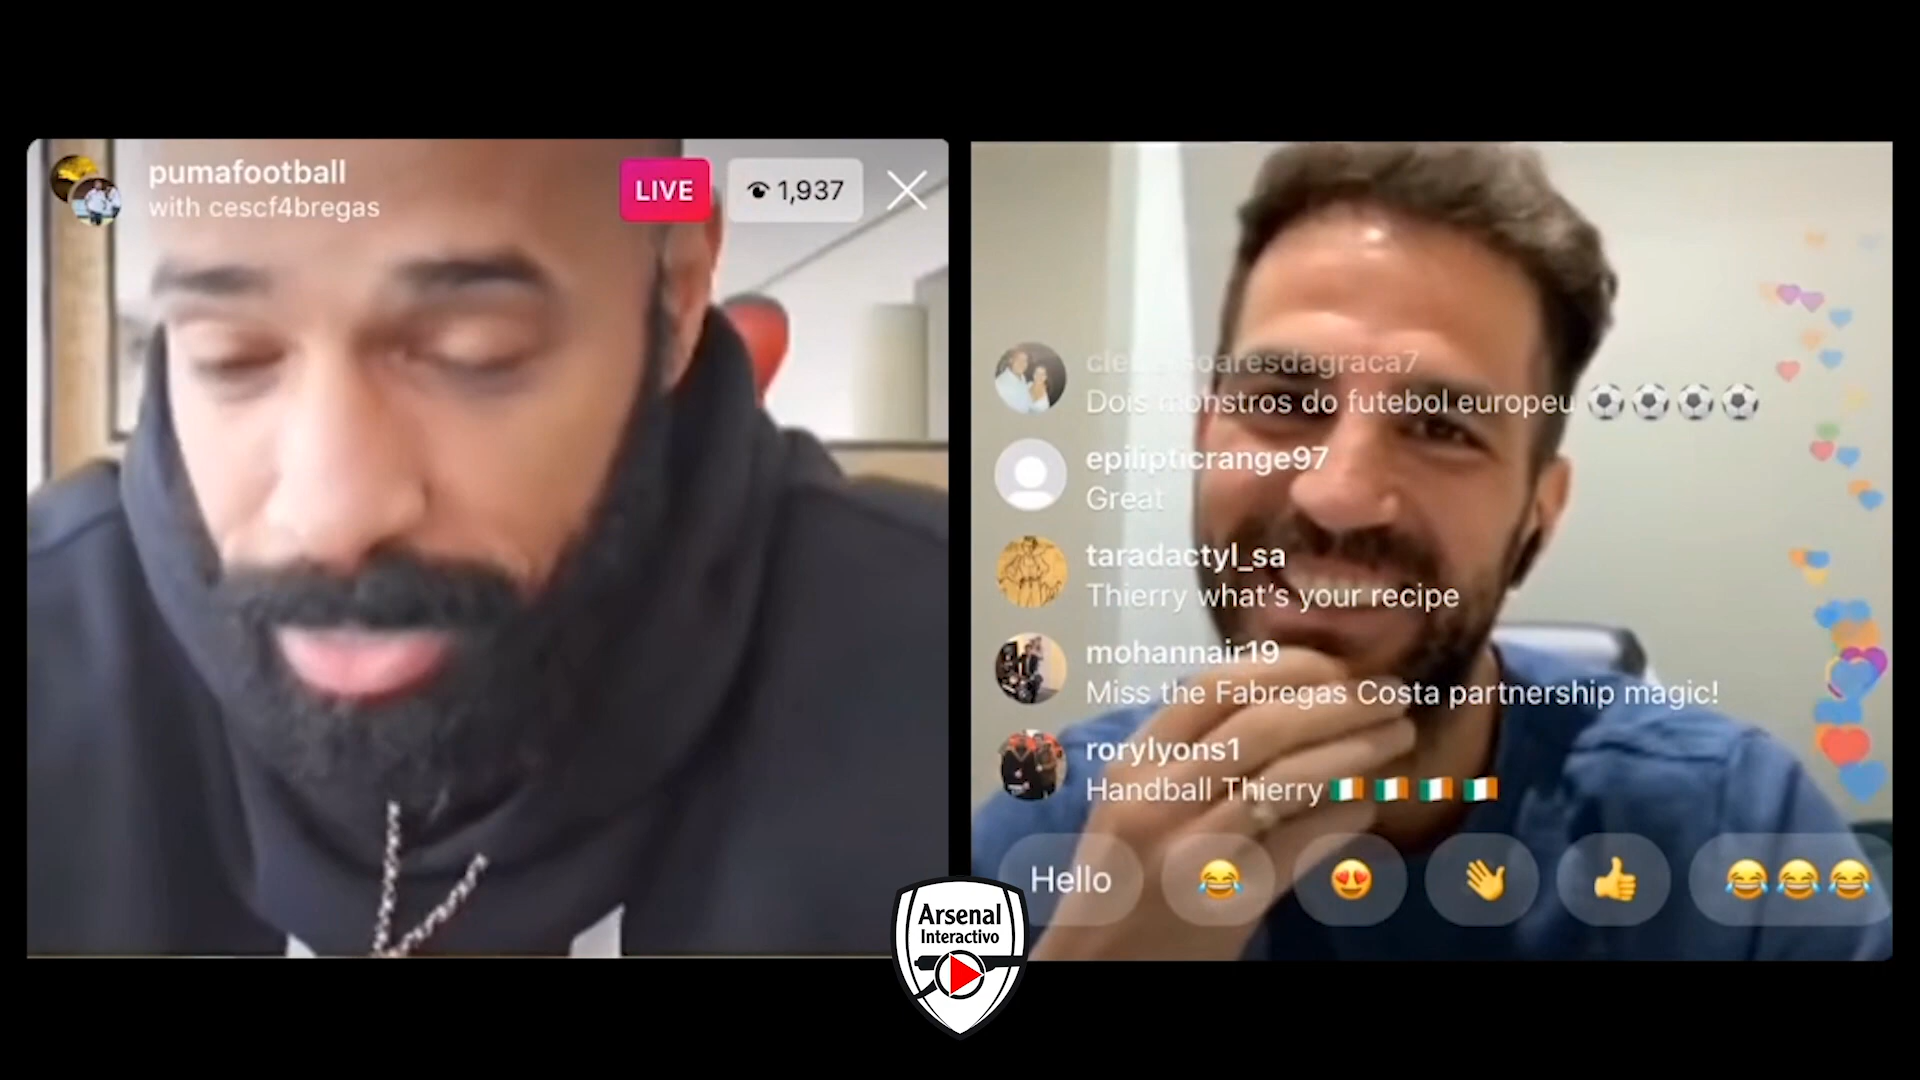 pumafootball
with cescf4bregas
LIVE
1,937
soaresdagraca7
Dois monstros do futebol europeu ⚽⚽⚽⚽
epilipticrange97
Great
taradactyl_sa
Thierry what's your recipe
mohannair19
Miss the Fabregas Costa partnership magic!
rorylyons1
Handball Thierry 🇮🇪 🇮🇪 🇮🇪 🇮🇪
Hello 😂 😍 👋 👍 😂😂😂
Arsenal
Interactivo